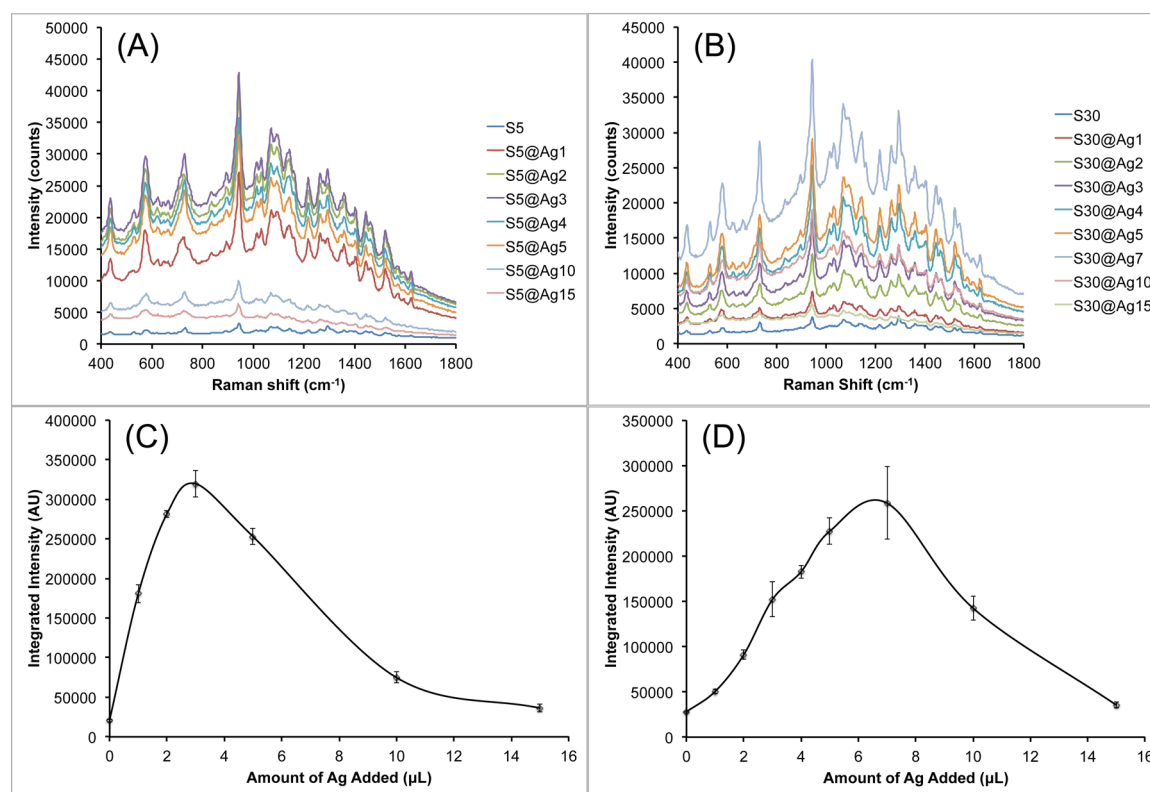 (A)
Intensity (counts)
50000
45000
40000
35000
30000
25000
20000
15000
10000
5000
0
400 600 800 1000 1200 1400 1600 1800
Raman shift (cm⁻¹)
S5
S5@Ag1
S5@Ag2
S5@Ag3
S5@Ag4
S5@Ag5
S5@Ag10
S5@Ag15
(B)
Intensity (counts)
45000
40000
35000
30000
25000
20000
15000
10000
5000
0
400 600 800 1000 1200 1400 1600 1800
Raman Shift (cm⁻¹)
S30
S30@Ag1
S30@Ag2
S30@Ag3
S30@Ag4
S30@Ag5
S30@Ag7
S30@Ag10
S30@Ag15
(C)
Integrated Intensity (AU)
400000
350000
300000
250000
200000
150000
100000
50000
0
0 2 4 6 8 10 12 14 16
Amount of Ag Added (µL)
(D)
Integrated Intensity (AU)
350000
300000
250000
200000
150000
100000
50000
0
0 2 4 6 8 10 12 14 16
Amount of Ag Added (µL)